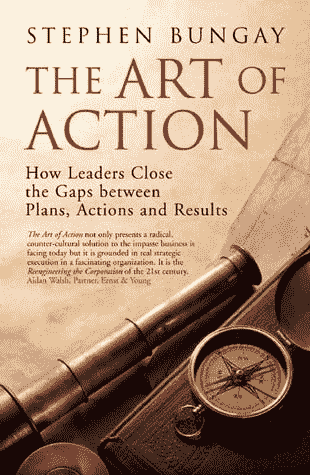 STEPHEN BUNGAY
THE ART OF
ACTION
How Leaders Close
the Gaps between
Plans, Actions and Results
The Art of Action not only presents a radical,
counter-cultural solution to the impasse business is
facing today but it is grounded in real strategic
execution in a fascinating organization. It is the
Reengineering the Corporation of the 21st century.
Aidan Walsh, Partner, Ernst & Young